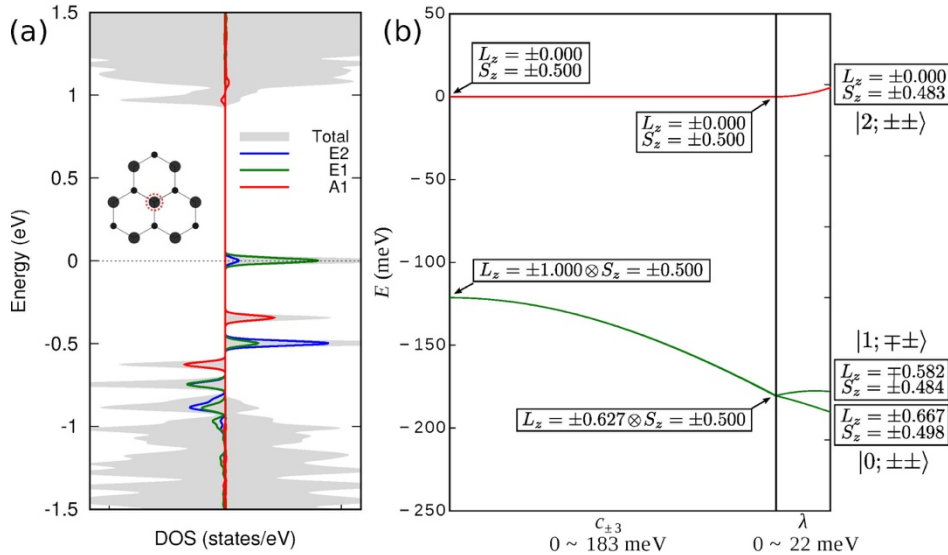 (a)
1.5
1
0.5
0
-0.5
-1
-1.5
Energy (eV)
Total
E2
E1
A1
DOS (states/eV)
(b)
50
0
−50
−100
−150
−200
−250
E (meV)
L_z = ±0.000
S_z = ±0.500
L_z = ±0.000
S_z = ±0.500
L_z = ±0.000
S_z = ±0.483
|2; ±±⟩
L_z = ±1.000 ⊗ S_z = ±0.500
L_z = ±0.627 ⊗ S_z = ±0.500
|1; ∓±⟩
L_z = ∓0.582
S_z = ±0.484
L_z = ±0.667
S_z = ±0.498
|0; ±±⟩
c_{±3}
0 ~ 183 meV
λ
0 ~ 22 meV